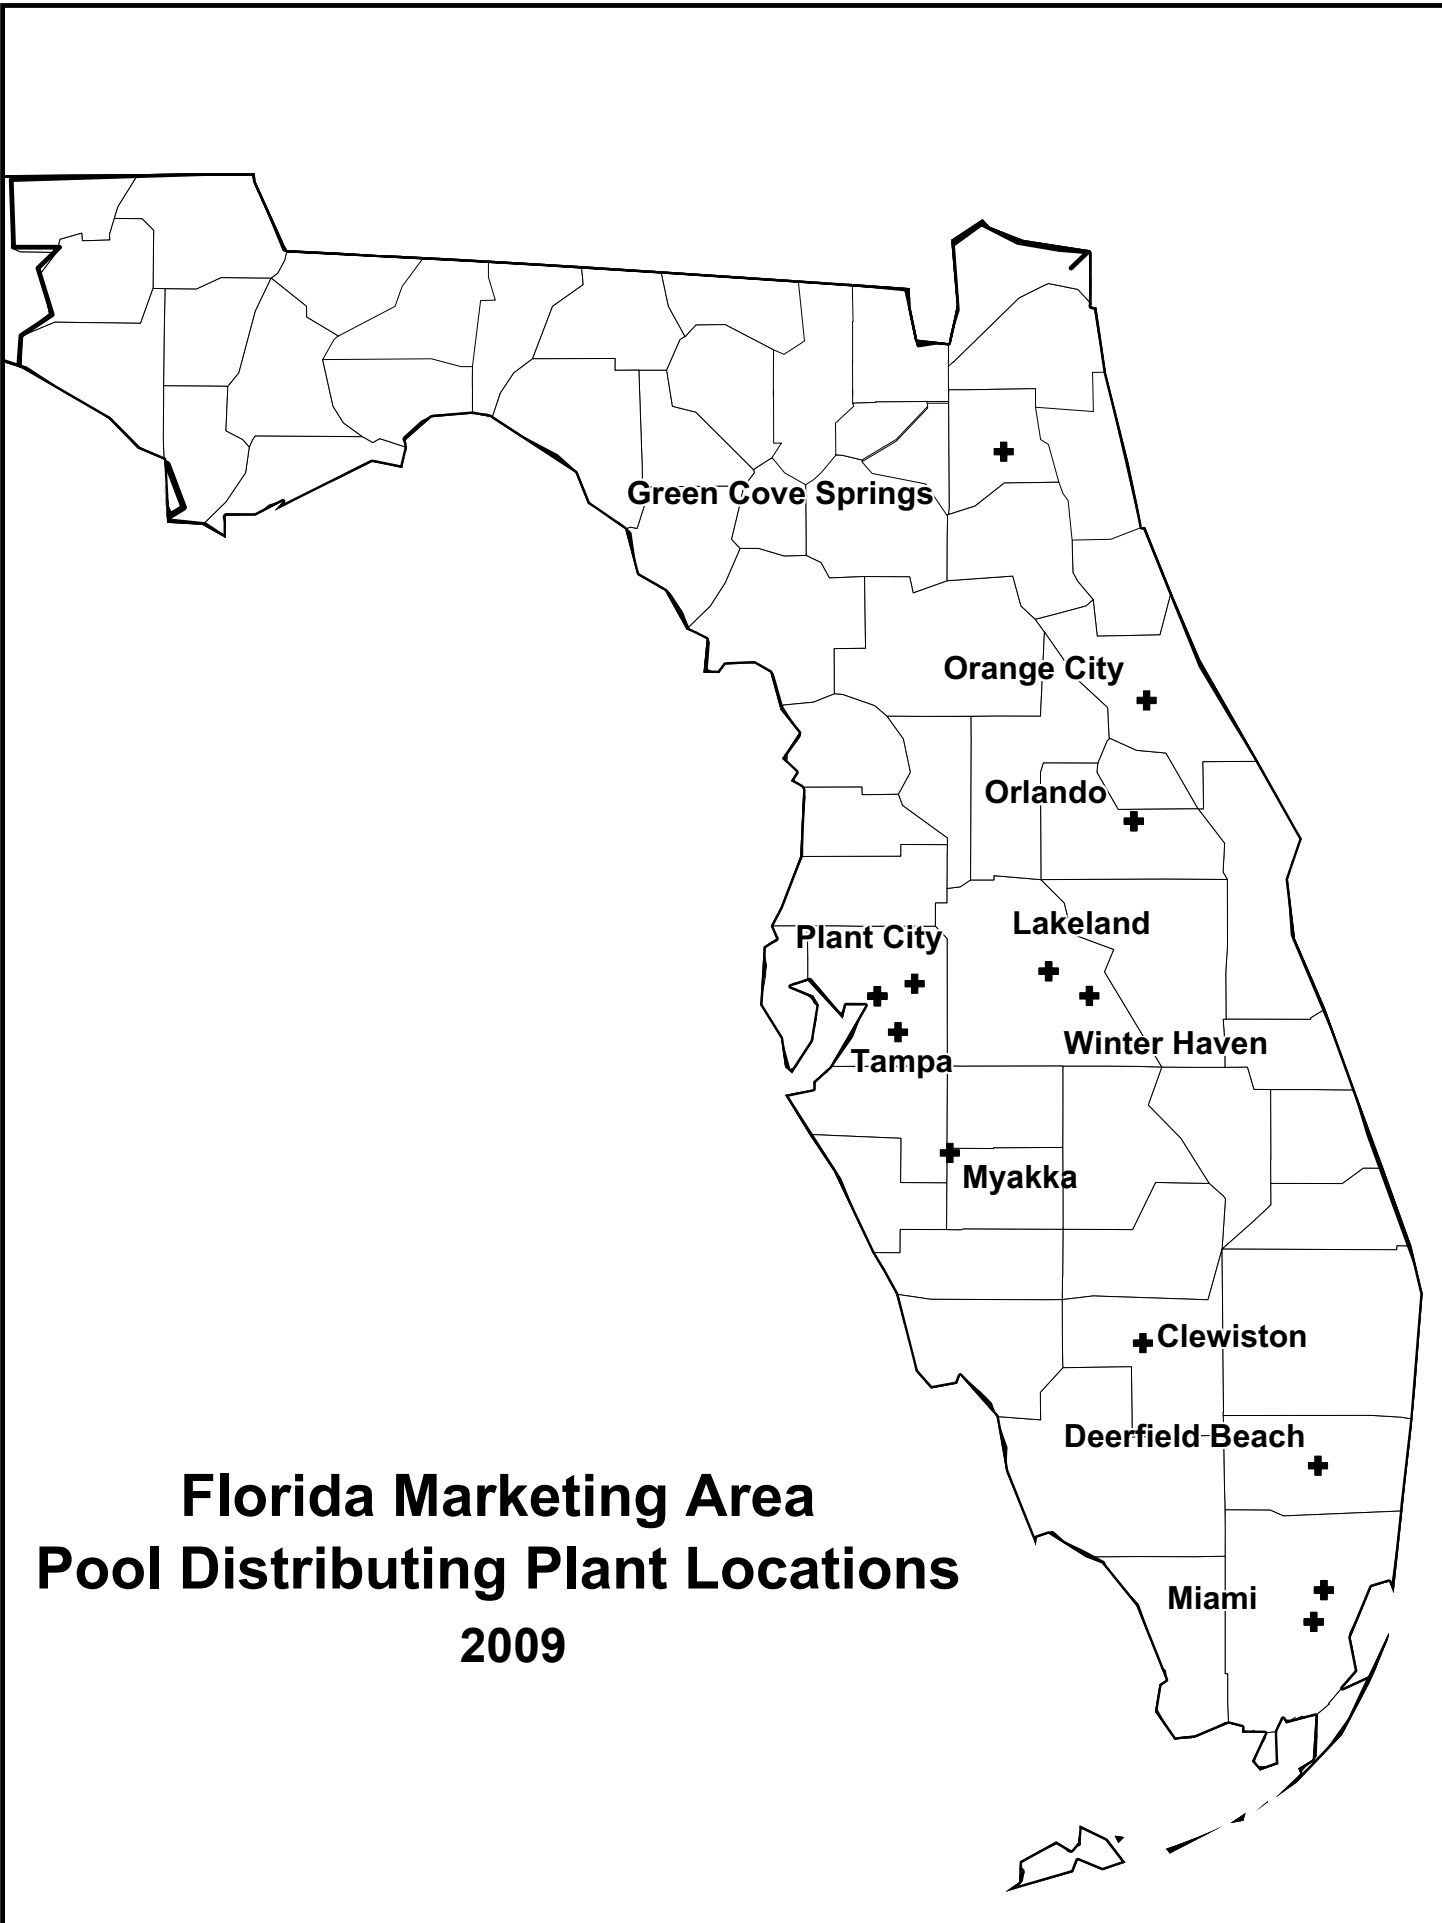 Green Cove Springs
Orange City
Orlando
Lakeland
Plant City
Winter Haven
Tampa
Myakka
Clewiston
Deerfield Beach
Miami
Florida Marketing Area
Pool Distributing Plant Locations
2009